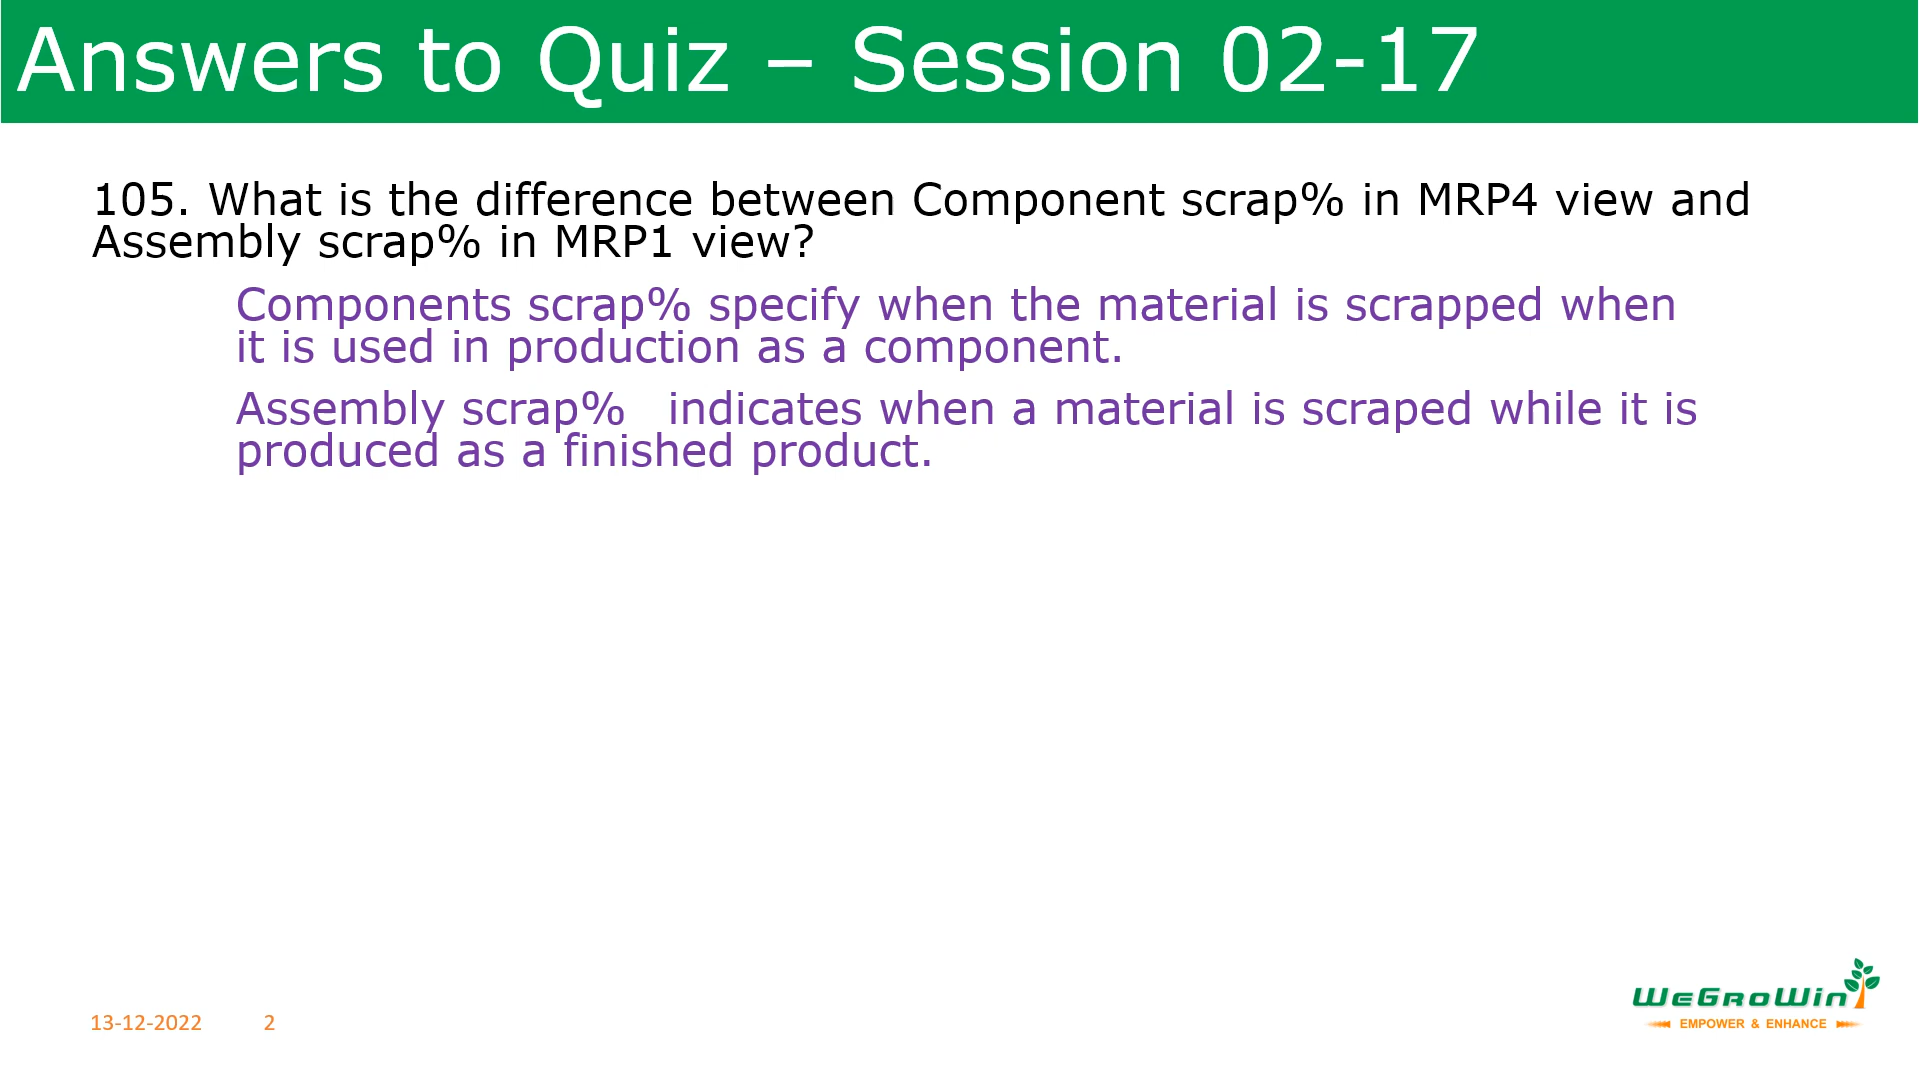 Answers to Quiz – Session 02-17
105. What is the difference between Component scrap% in MRP4 view and
Assembly scrap% in MRP1 view?
Components scrap% specify when the material is scrapped when
it is used in production as a component.
Assembly scrap% indicates when a material is scraped while it is
produced as a finished product.
13-12-2022 2
WeGroWin
EMPOWER & ENHANCE